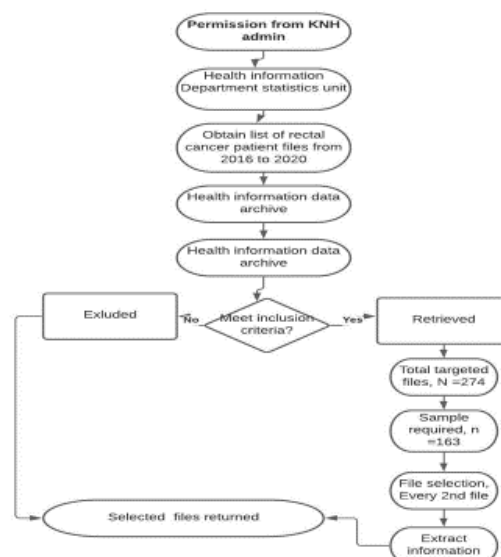 Permission from KNH
admin
Health information
Department statistics unit
Obtain list of rectal
cancer patient files from
2016 to 2020
Health information data
archive
Health information data
archive
Exluded
No
Meet inclusion
criteria?
Yes
Retrieved
Total targeted
files, N =274
Sample
required, n
=163
File selection,
Every 2nd file
Selected files returned
Extract
information